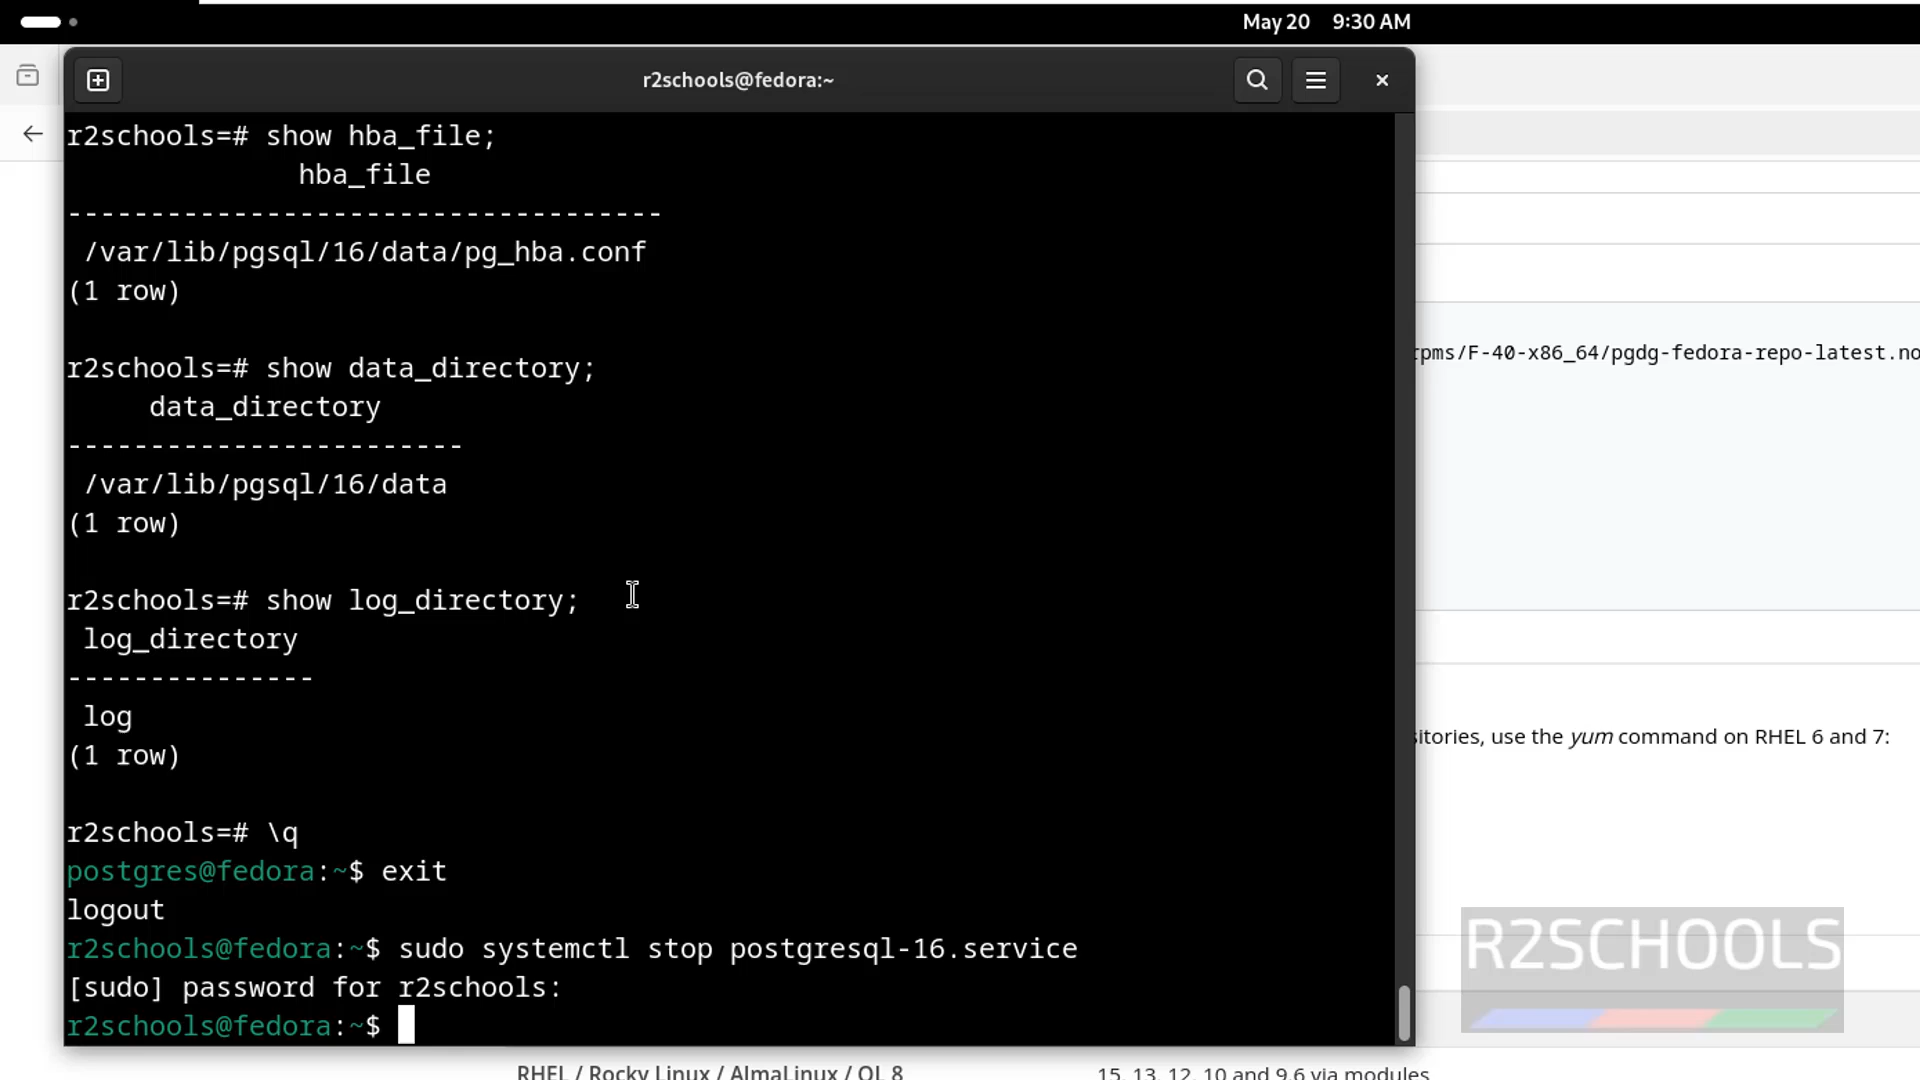 May 20 9:30 AM
r2schools@fedora:~
r2schools=# show hba_file;
hba_file
------------------------------------
/var/lib/pgsql/16/data/pg_hba.conf
(1 row)
r2schools=# show data_directory;
data_directory
------------------------
/var/lib/pgsql/16/data
(1 row)
r2schools=# show log_directory;
log_directory
---------------
log
(1 row)
r2schools=# \q
postgres@fedora:~$ exit
logout
r2schools@fedora:~$ sudo systemctl stop postgresql-16.service
[sudo] password for r2schools:
r2schools@fedora:~$
rpms/F-40-x86_64/pgdg-fedora-repo-latest.no
sitories, use the yum command on RHEL 6 and 7:
R2SCHOOLS
RHEL / Rocky Linux / AlmaLinux / OL 8 15, 13, 12, 10 and 9.6 via modules